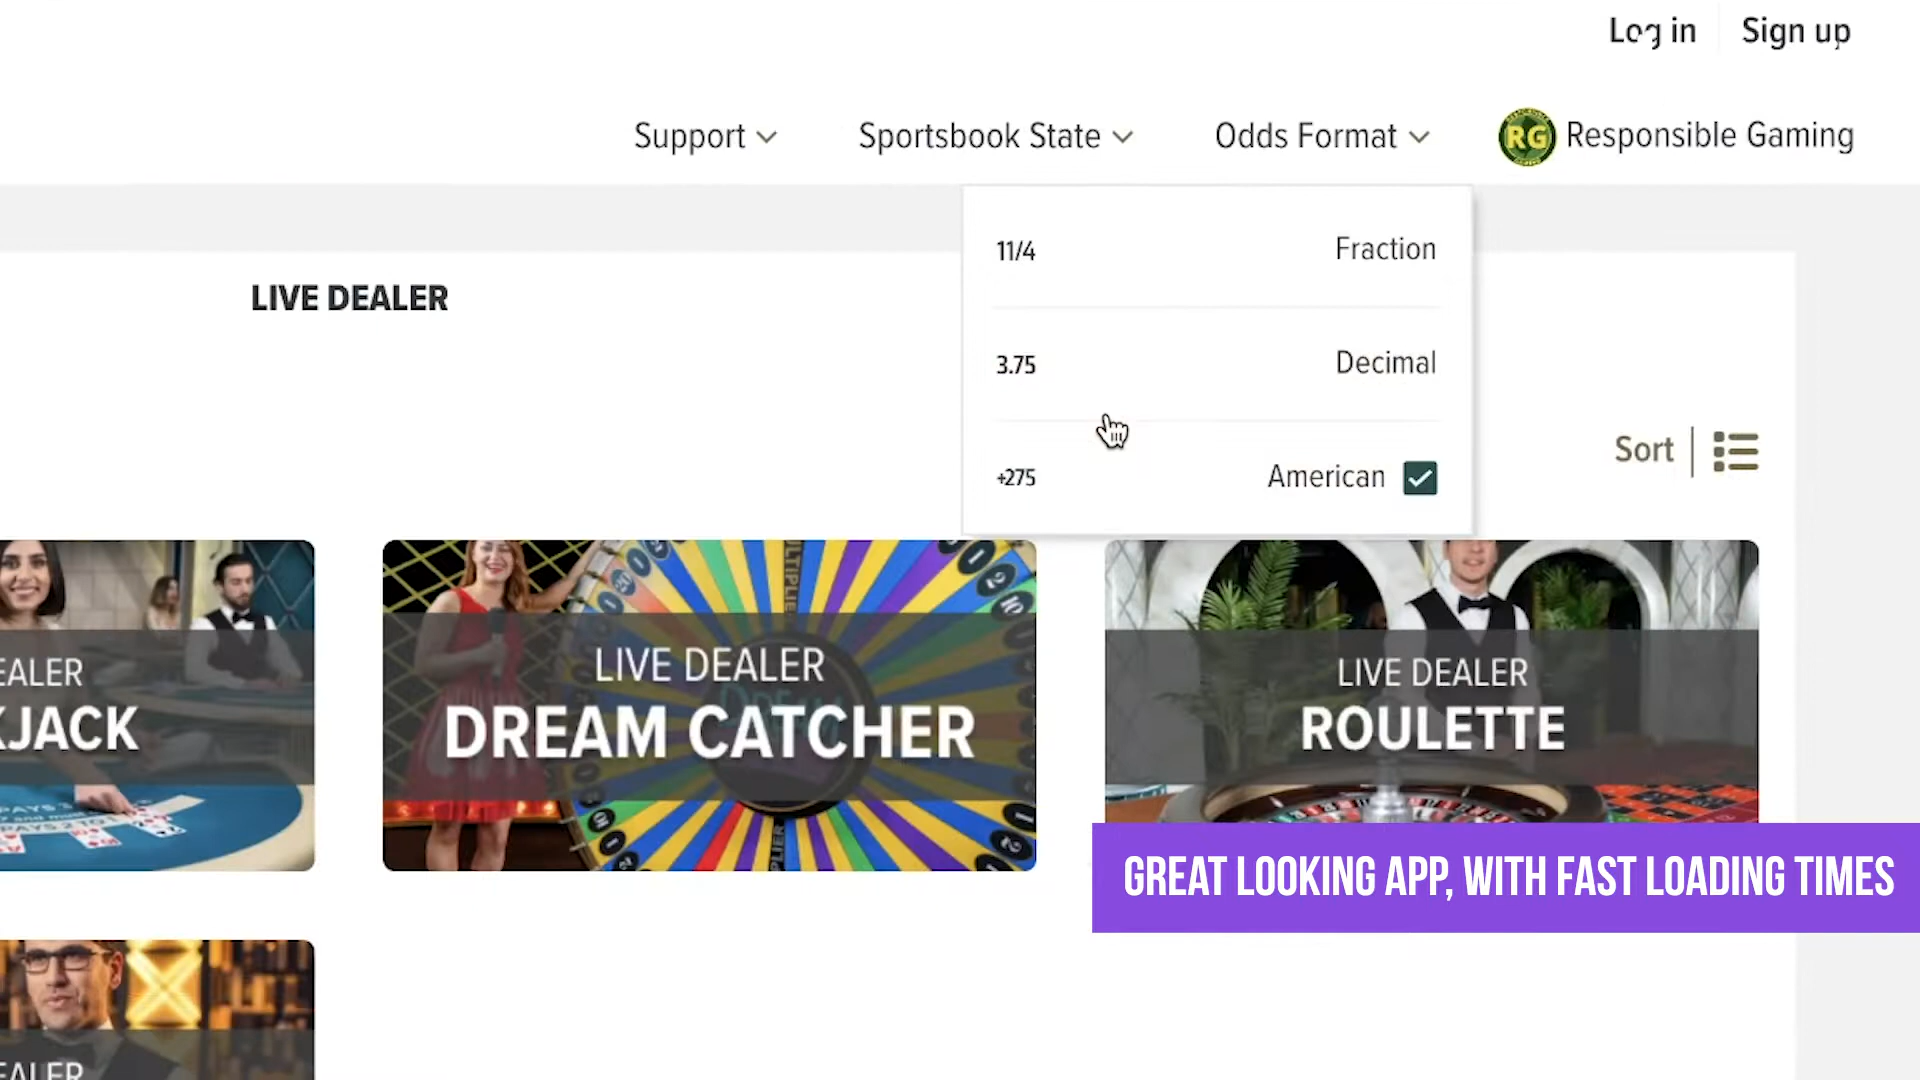 Log in
Sign up
Support
Sportsbook State
Odds Format
RG
Responsible Gaming
11/4
Fraction
3.75
Decimal
+275
American
LIVE DEALER
Sort
EALER
KJACK
LIVE DEALER
DREAM CATCHER
LIVE DEALER
ROULETTE
GREAT LOOKING APP, WITH FAST LOADING TIMES
EALER